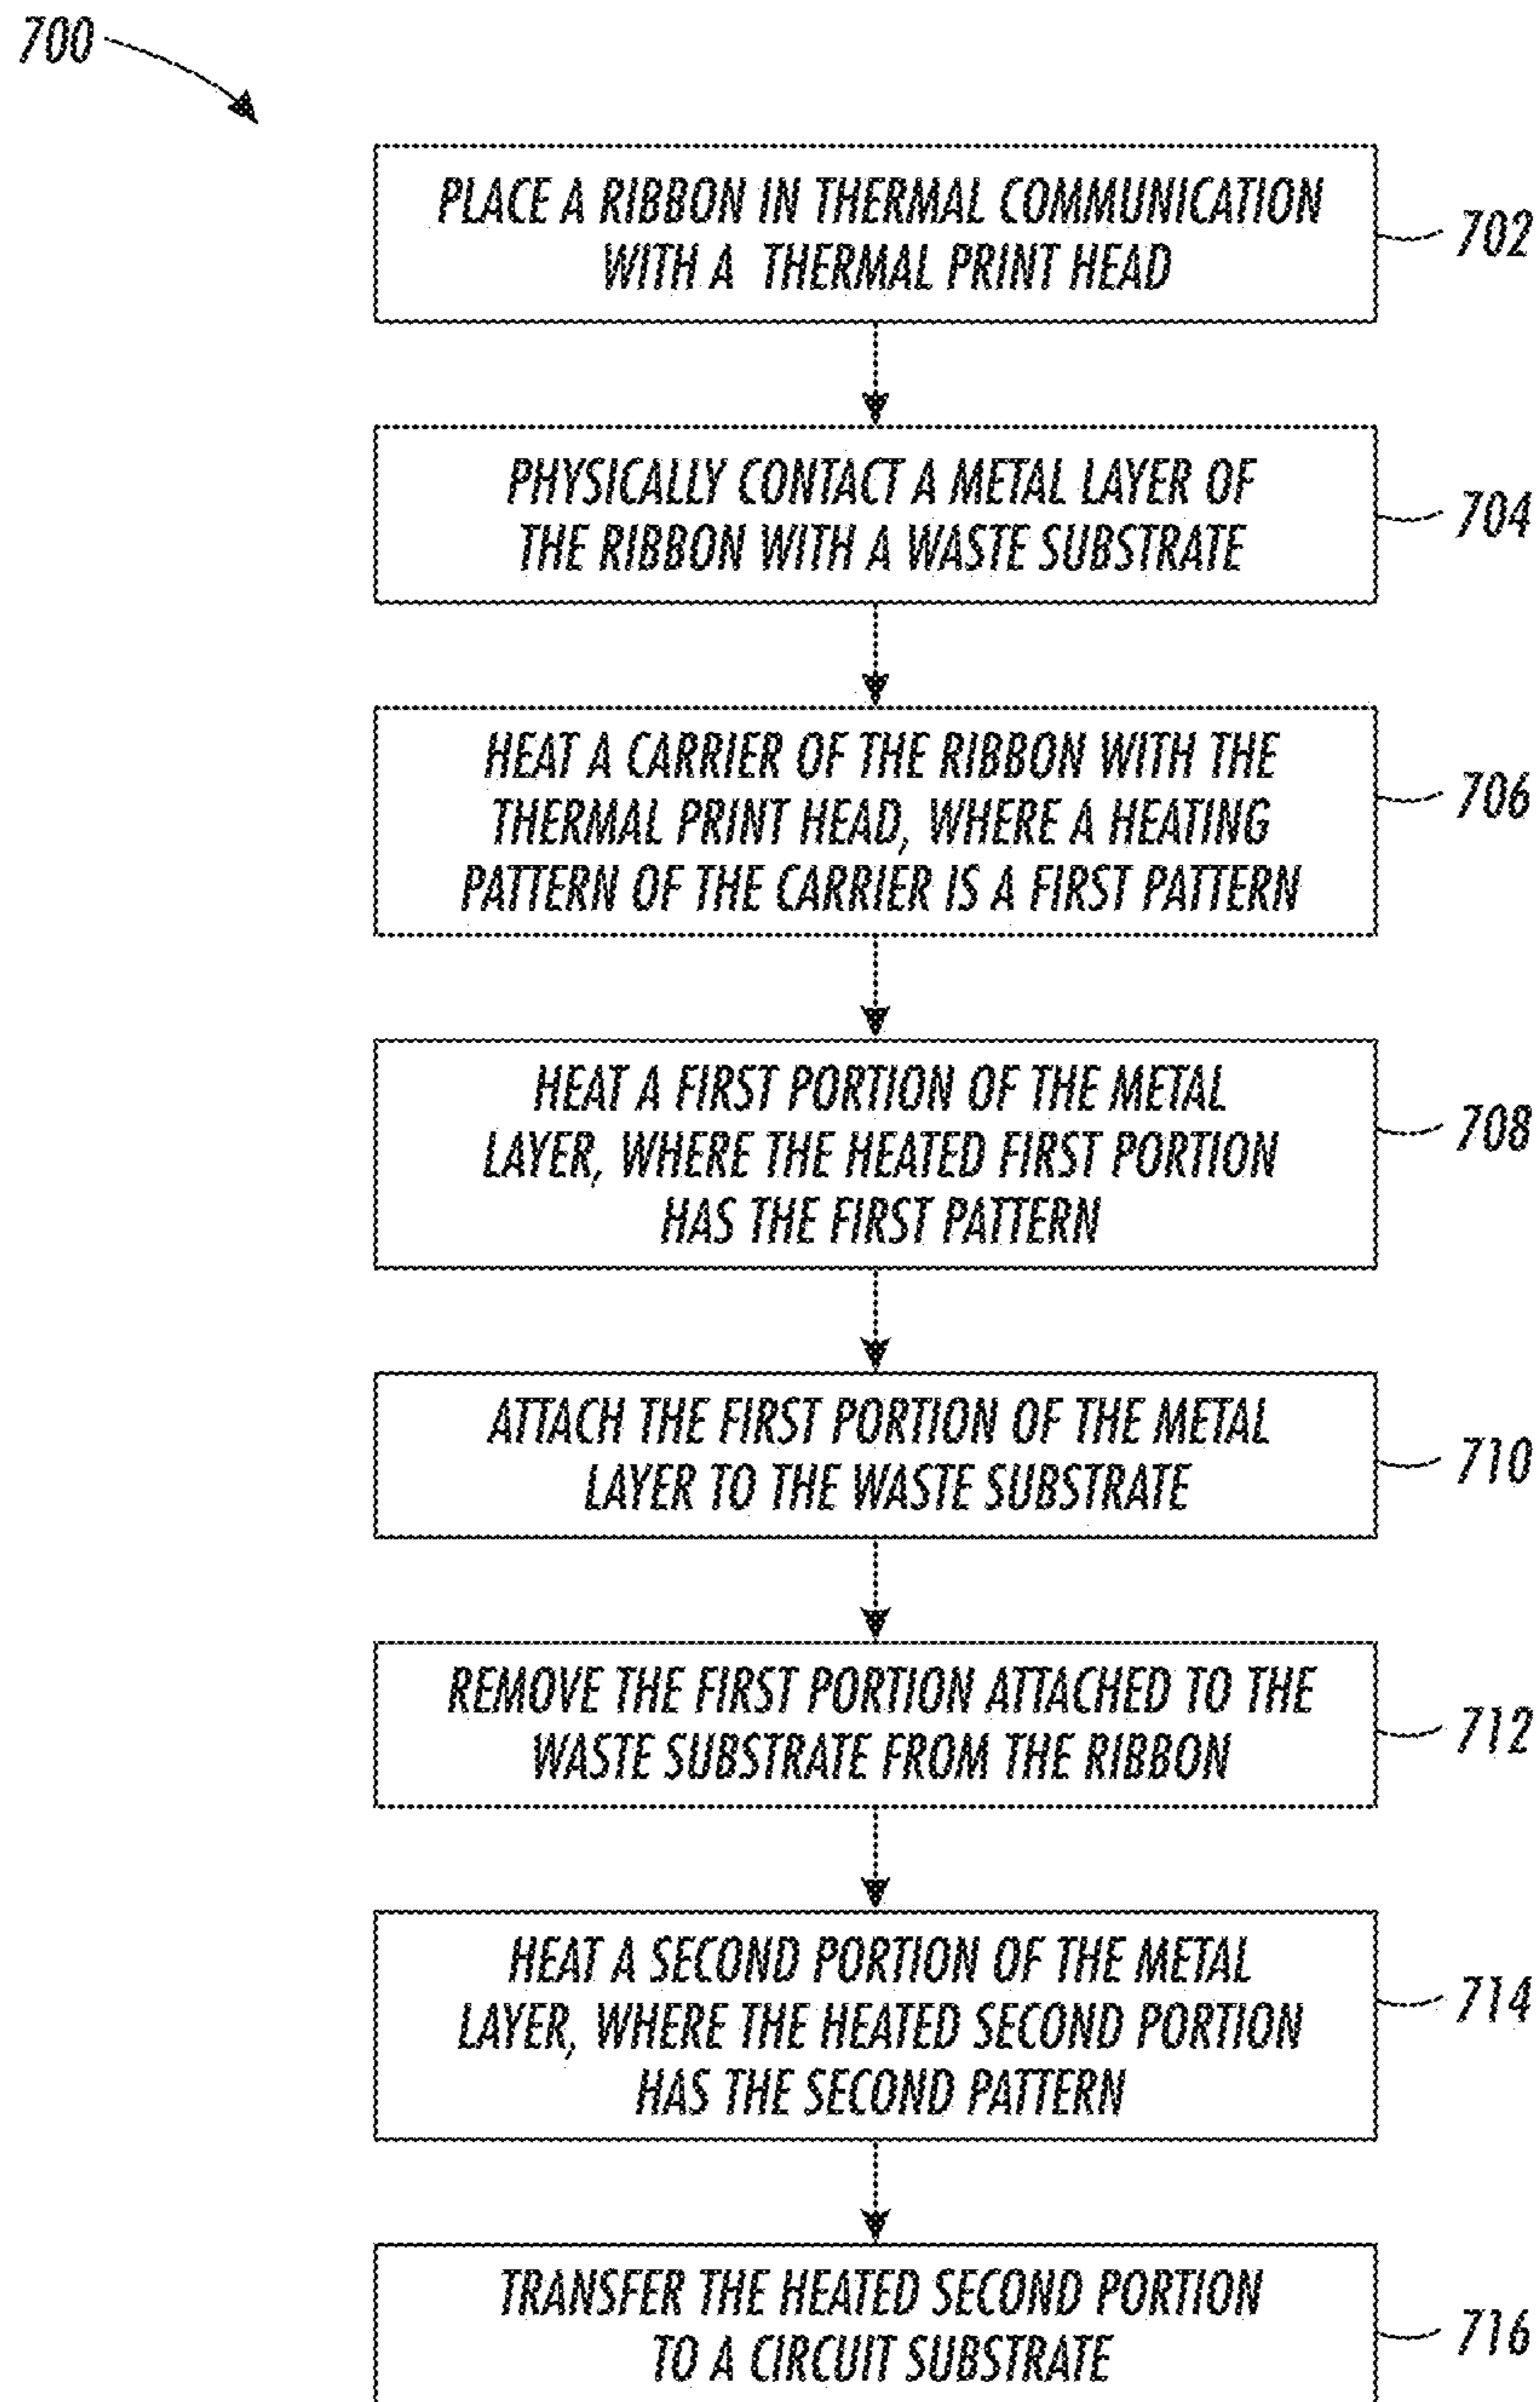 700
PLACE A RIBBON IN THERMAL COMMUNICATION
WITH A THERMAL PRINT HEAD
702
PHYSICALLY CONTACT A METAL LAYER OF
THE RIBBON WITH A WASTE SUBSTRATE
704
HEAT A CARRIER OF THE RIBBON WITH THE
THERMAL PRINT HEAD, WHERE A HEATING
PATTERN OF THE CARRIER IS A FIRST PATTERN
706
HEAT A FIRST PORTION OF THE METAL
LAYER, WHERE THE HEATED FIRST PORTION
HAS THE FIRST PATTERN
708
ATTACH THE FIRST PORTION OF THE METAL
LAYER TO THE WASTE SUBSTRATE
710
REMOVE THE FIRST PORTION ATTACHED TO THE
WASTE SUBSTRATE FROM THE RIBBON
712
HEAT A SECOND PORTION OF THE METAL
LAYER, WHERE THE HEATED SECOND PORTION
HAS THE SECOND PATTERN
714
TRANSFER THE HEATED SECOND PORTION
TO A CIRCUIT SUBSTRATE
716